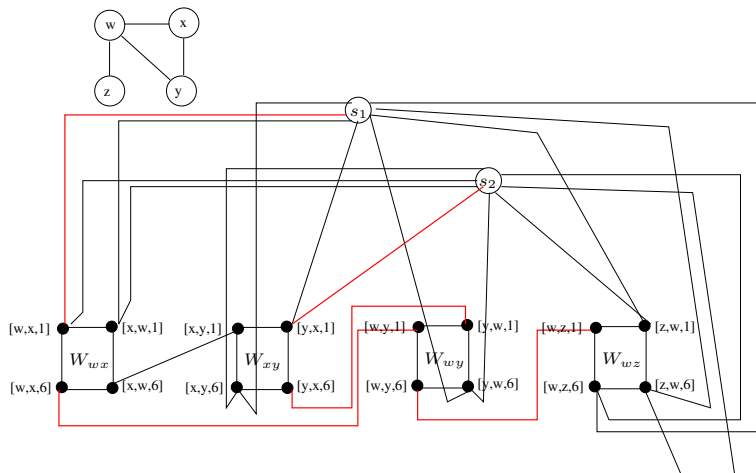 w x
z y
s1
s2
[w,x,1] [x,w,1] [x,y,1] [y,x,1] [w,y,1] [y,w,1] [w,z,1] [z,w,1]
Wwx Wxy Wwy Wwz
[w,x,6] [x,w,6] [x,y,6] [y,x,6] [w,y,6] [y,w,6] [w,z,6] [z,w,6]